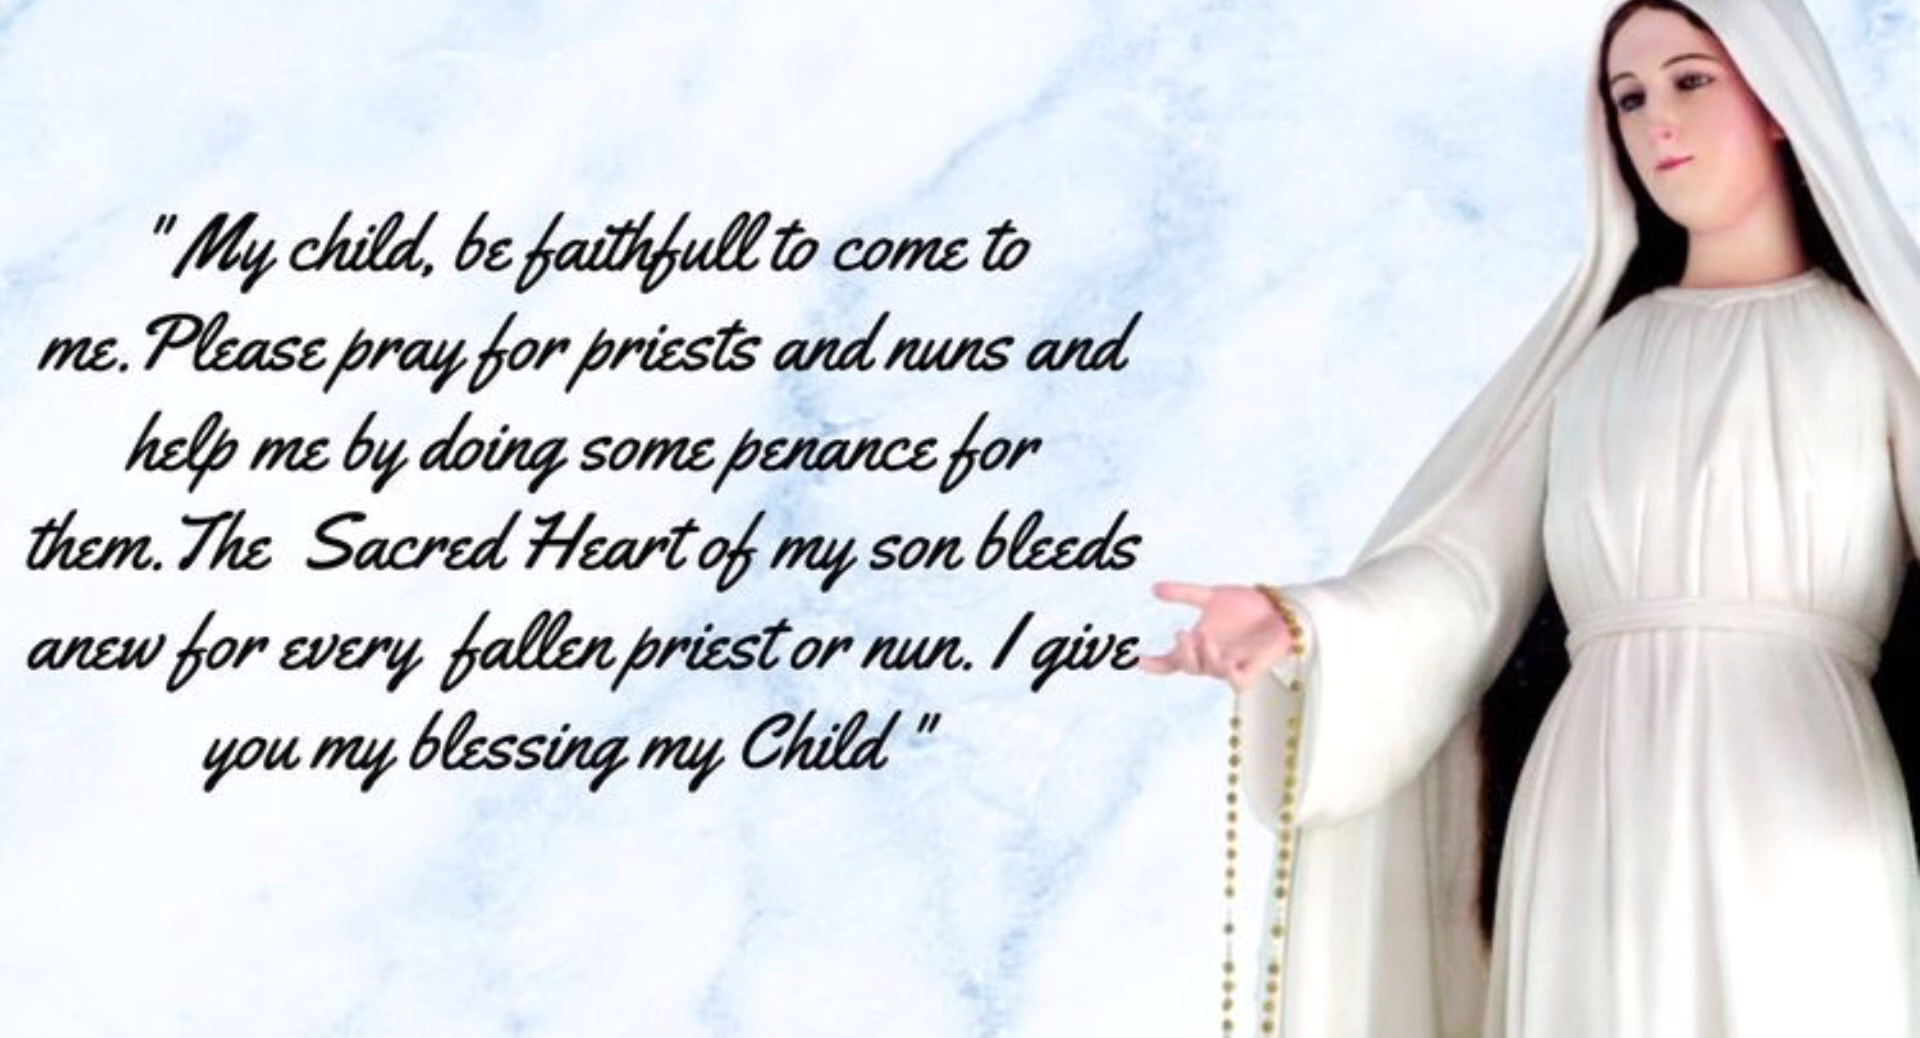 " My child, be faithfull to come to
me. Please pray for priests and nuns and
help me by doing some penance for
them. The Sacred Heart of my son bleeds
anew for every fallen priest or nun. I give
you my blessing my Child "